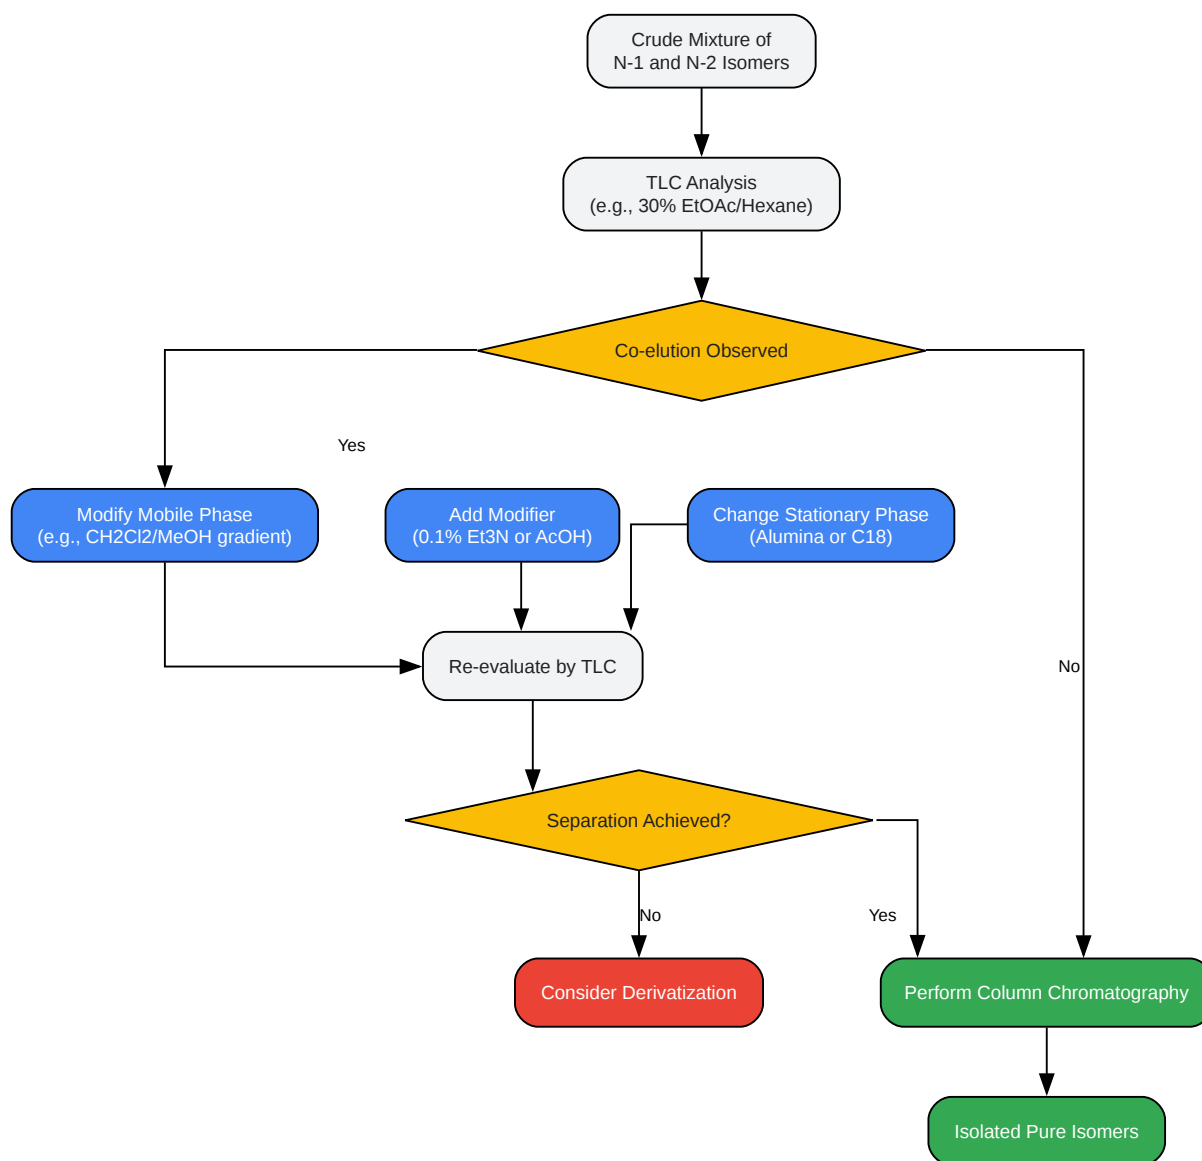 Crude Mixture of
N-1 and N-2 Isomers
TLC Analysis
(e.g., 30% EtOAc/Hexane)
Co-elution Observed
Yes
Modify Mobile Phase
(e.g., CH2Cl2/MeOH gradient)
Add Modifier
(0.1% Et3N or AcOH)
Change Stationary Phase
(Alumina or C18)
Re-evaluate by TLC
No
Separation Achieved?
No
Yes
Consider Derivatization
Perform Column Chromatography
Isolated Pure Isomers